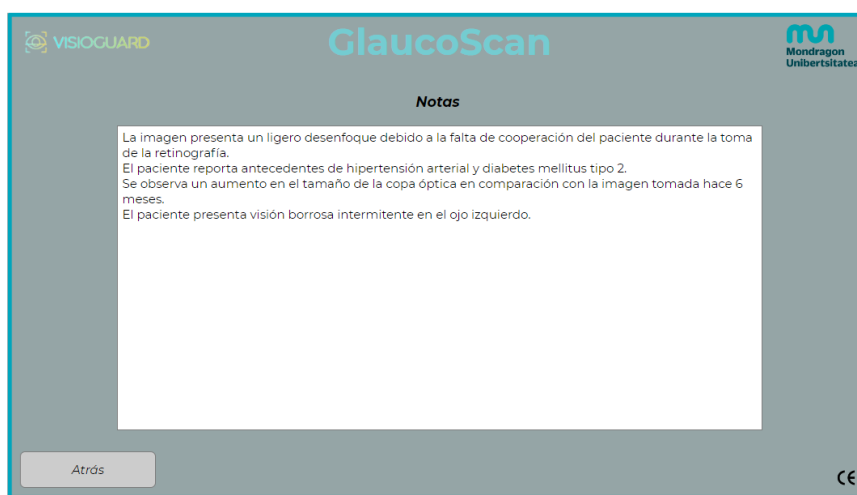 VISIOGUARD
GlaucoScan
Mondragon
Unibertsitatea
Notas
La imagen presenta un ligero desenfoque debido a la falta de cooperación del paciente durante la toma
de la retinografía.
El paciente reporta antecedentes de hipertensión arterial y diabetes mellitus tipo 2.
Se observa un aumento en el tamaño de la copa óptica en comparación con la imagen tomada hace 6
meses.
El paciente presenta visión borrosa intermitente en el ojo izquierdo.
Atrás
CE